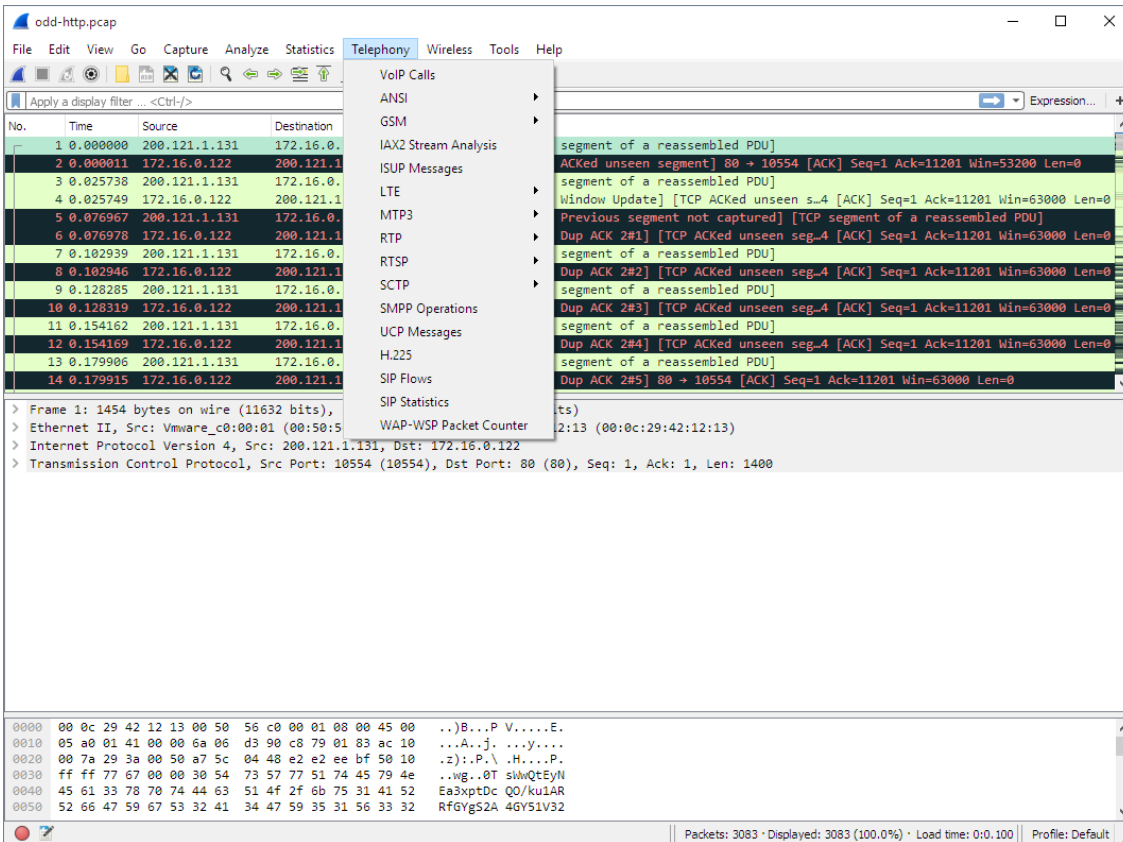 odd-http.pcap
File Edit View Go Capture Analyze Statistics Telephony Wireless Tools Help
Apply a display filter ... <Ctrl-/> Expression... +
No. Time Source Destination
1 0.000000 200.121.1.131 172.16.0. segment of a reassembled PDU]
2 0.000011 172.16.0.122 200.121.1 ACKed unseen segment] 80 → 10554 [ACK] Seq=1 Ack=11201 Win=53200 Len=0
3 0.025738 200.121.1.131 172.16.0. segment of a reassembled PDU]
4 0.025749 172.16.0.122 200.121.1 Window Update] [TCP ACKed unseen s…4 [ACK] Seq=1 Ack=11201 Win=63000 Len=0
5 0.076967 200.121.1.131 172.16.0. Previous segment not captured] [TCP segment of a reassembled PDU]
6 0.076978 172.16.0.122 200.121.1 Dup ACK 2#1] [TCP ACKed unseen seg…4 [ACK] Seq=1 Ack=11201 Win=63000 Len=0
7 0.102939 200.121.1.131 172.16.0. segment of a reassembled PDU]
8 0.102946 172.16.0.122 200.121.1 Dup ACK 2#2] [TCP ACKed unseen seg…4 [ACK] Seq=1 Ack=11201 Win=63000 Len=0
9 0.128285 200.121.1.131 172.16.0. segment of a reassembled PDU]
10 0.128319 172.16.0.122 200.121.1 Dup ACK 2#3] [TCP ACKed unseen seg…4 [ACK] Seq=1 Ack=11201 Win=63000 Len=0
11 0.154162 200.121.1.131 172.16.0. segment of a reassembled PDU]
12 0.154169 172.16.0.122 200.121.1 Dup ACK 2#4] [TCP ACKed unseen seg…4 [ACK] Seq=1 Ack=11201 Win=63000 Len=0
13 0.179906 200.121.1.131 172.16.0. segment of a reassembled PDU]
14 0.179915 172.16.0.122 200.121.1 Dup ACK 2#5] 80 → 10554 [ACK] Seq=1 Ack=11201 Win=63000 Len=0
VoIP Calls
ANSI
GSM
IAX2 Stream Analysis
ISUP Messages
LTE
MTP3
RTP
RTSP
SCTP
SMPP Operations
UCP Messages
H.225
SIP Flows
SIP Statistics
WAP-WSP Packet Counter
Frame 1: 1454 bytes on wire (11632 bits), its)
Ethernet II, Src: Vmware_c0:00:01 (00:50:5 12:13 (00:0c:29:42:12:13)
Internet Protocol Version 4, Src: 200.121.1.131, Dst: 172.16.0.122
Transmission Control Protocol, Src Port: 10554 (10554), Dst Port: 80 (80), Seq: 1, Ack: 1, Len: 1400
0000 00 0c 29 42 12 13 00 50 56 c0 00 01 08 00 45 00 ..)B...P V.....E.
0010 05 a0 01 41 00 00 6a 06 d3 90 c8 79 01 83 ac 10 ...A..j. ...y....
0020 00 7a 29 3a 00 50 a7 5c 04 48 e2 e2 ee bf 50 10 .z):.P.\ .H....P.
0030 ff ff 77 67 00 00 30 54 73 57 77 51 74 45 79 4e ..wg..0T sWwQtEyN
0040 45 61 33 78 70 74 44 63 51 4f 2f 6b 75 31 41 52 Ea3xptDc QO/ku1AR
0050 52 66 47 59 67 53 32 41 34 47 59 35 31 56 33 32 RfGYgS2A 4GY51V32
Packets: 3083 · Displayed: 3083 (100.0%) · Load time: 0:0.100 Profile: Default